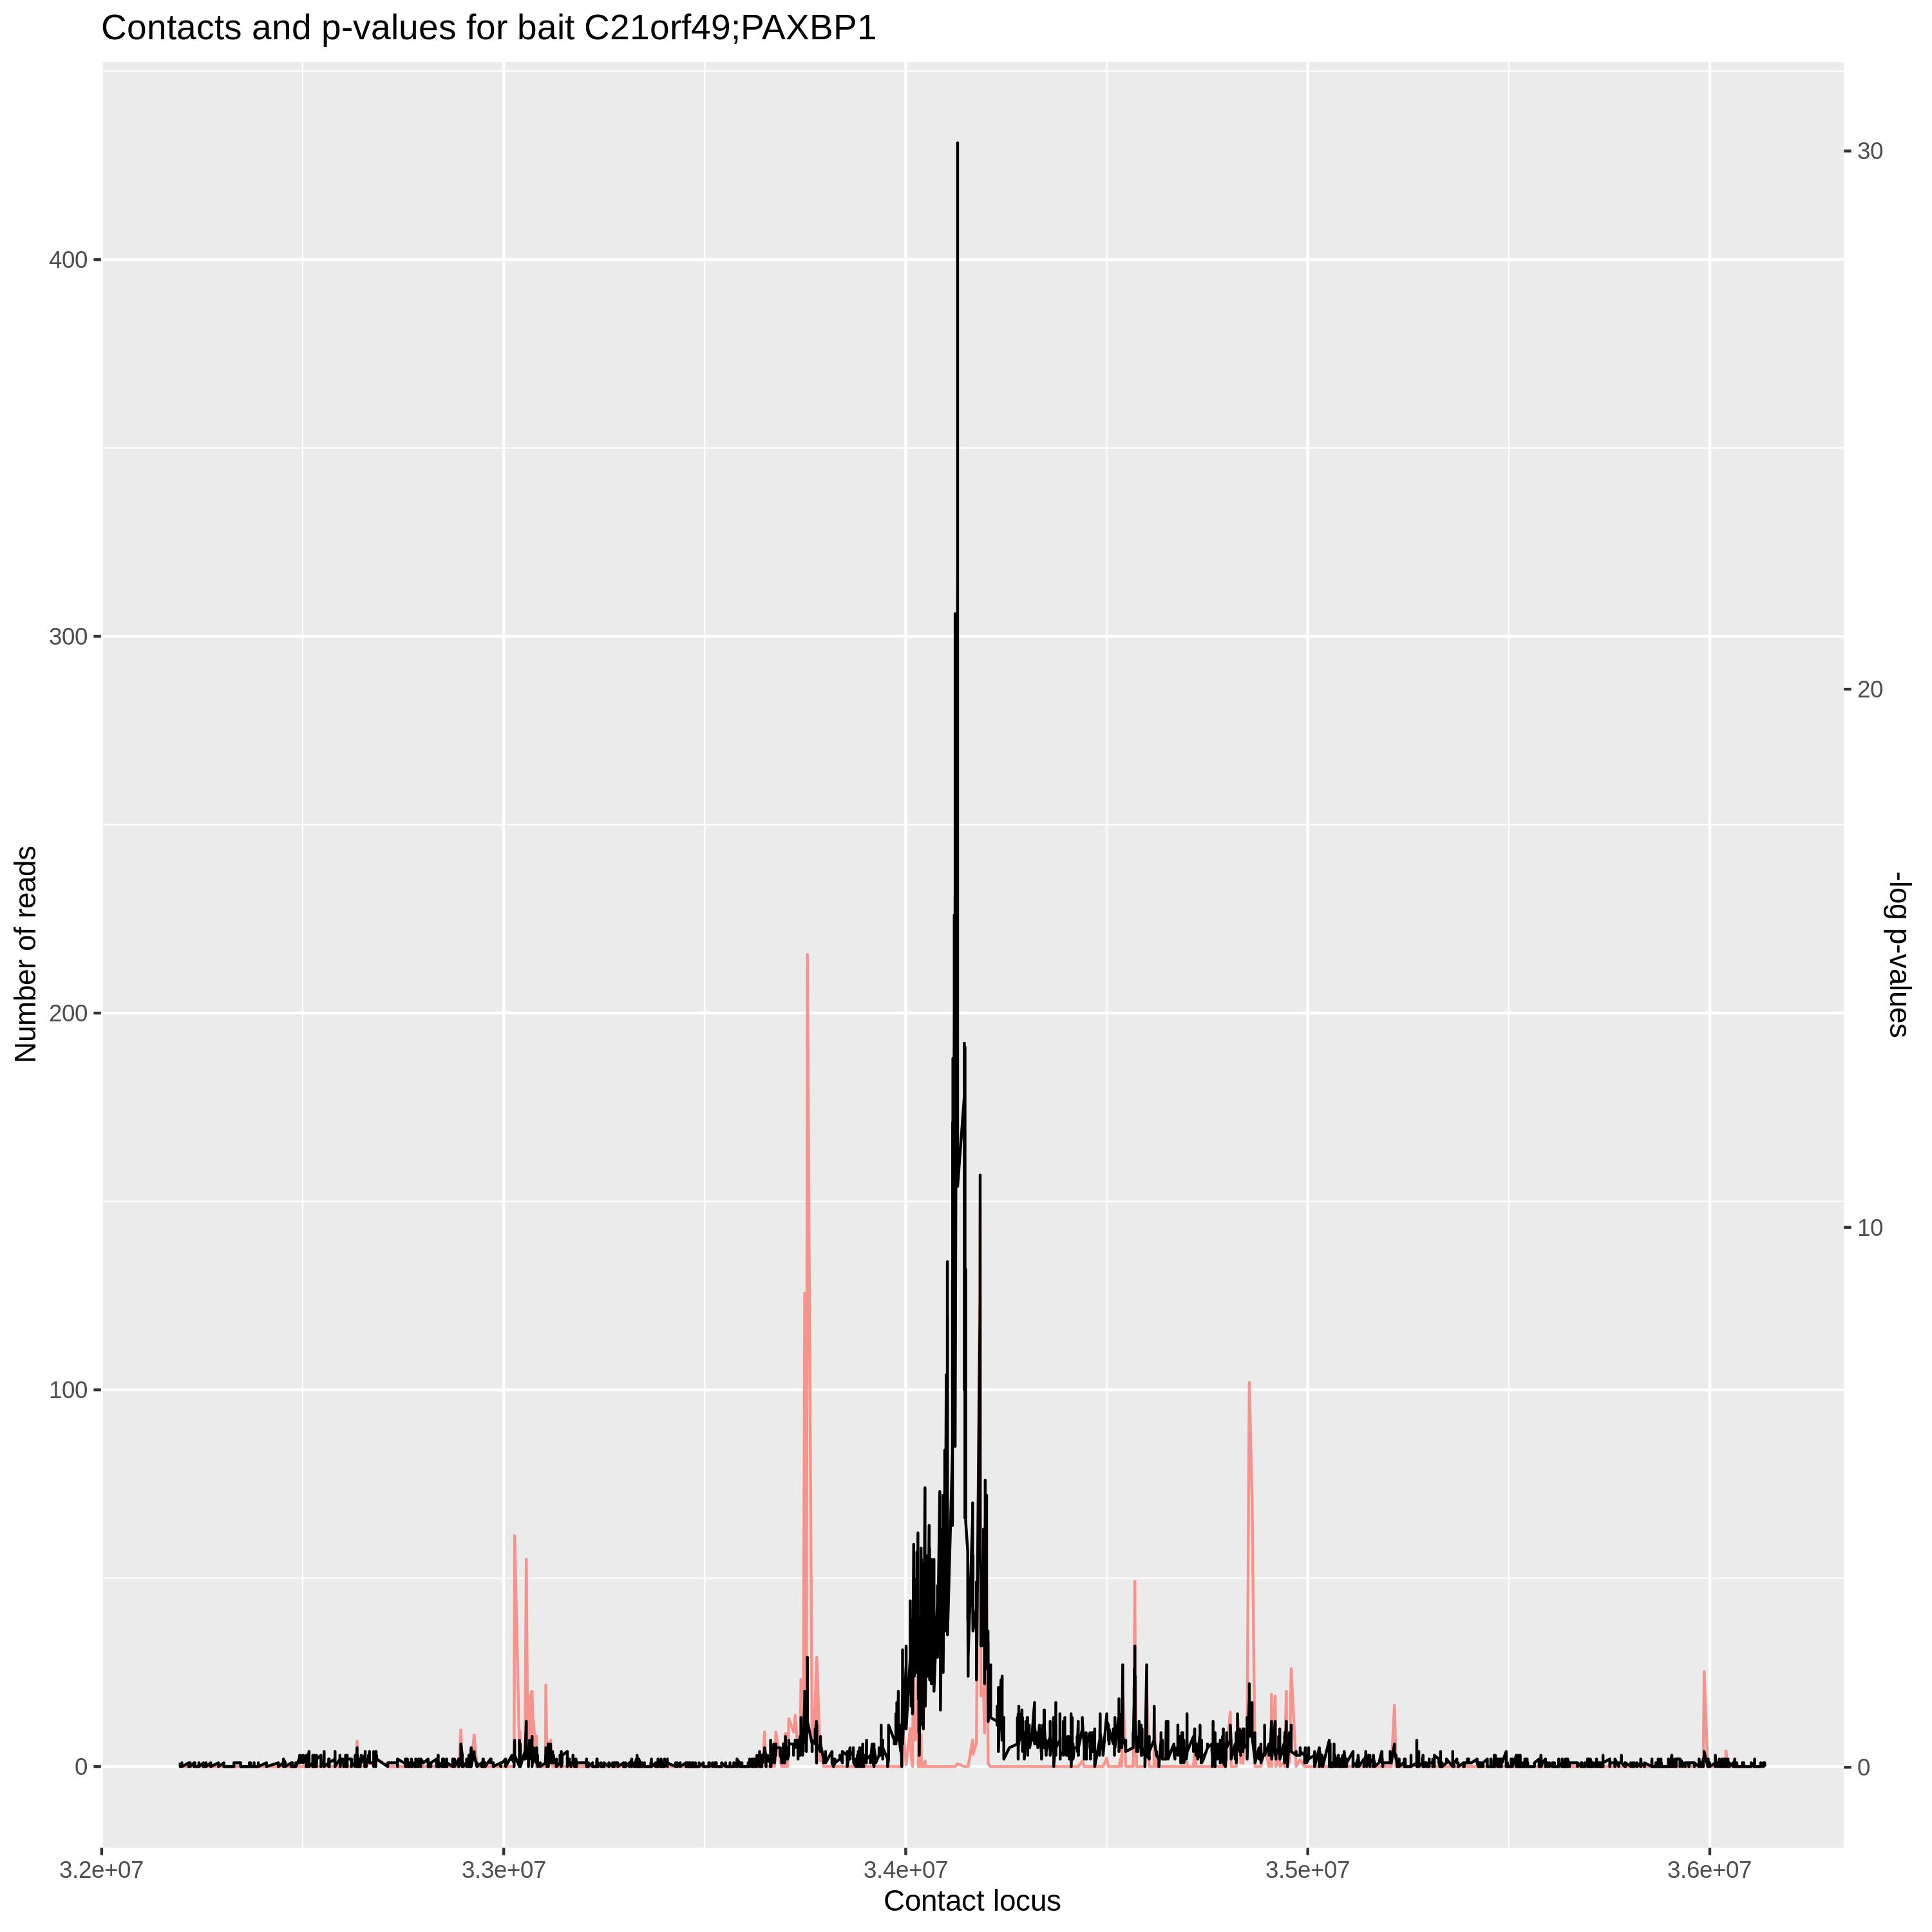 Contacts and p-values for bait C21orf49;PAXBP1
400
300
200
100
0
30
20
10
0
Number of reads
-log p-values
3.2e+07 3.3e+07 3.4e+07 3.5e+07 3.6e+07
Contact locus